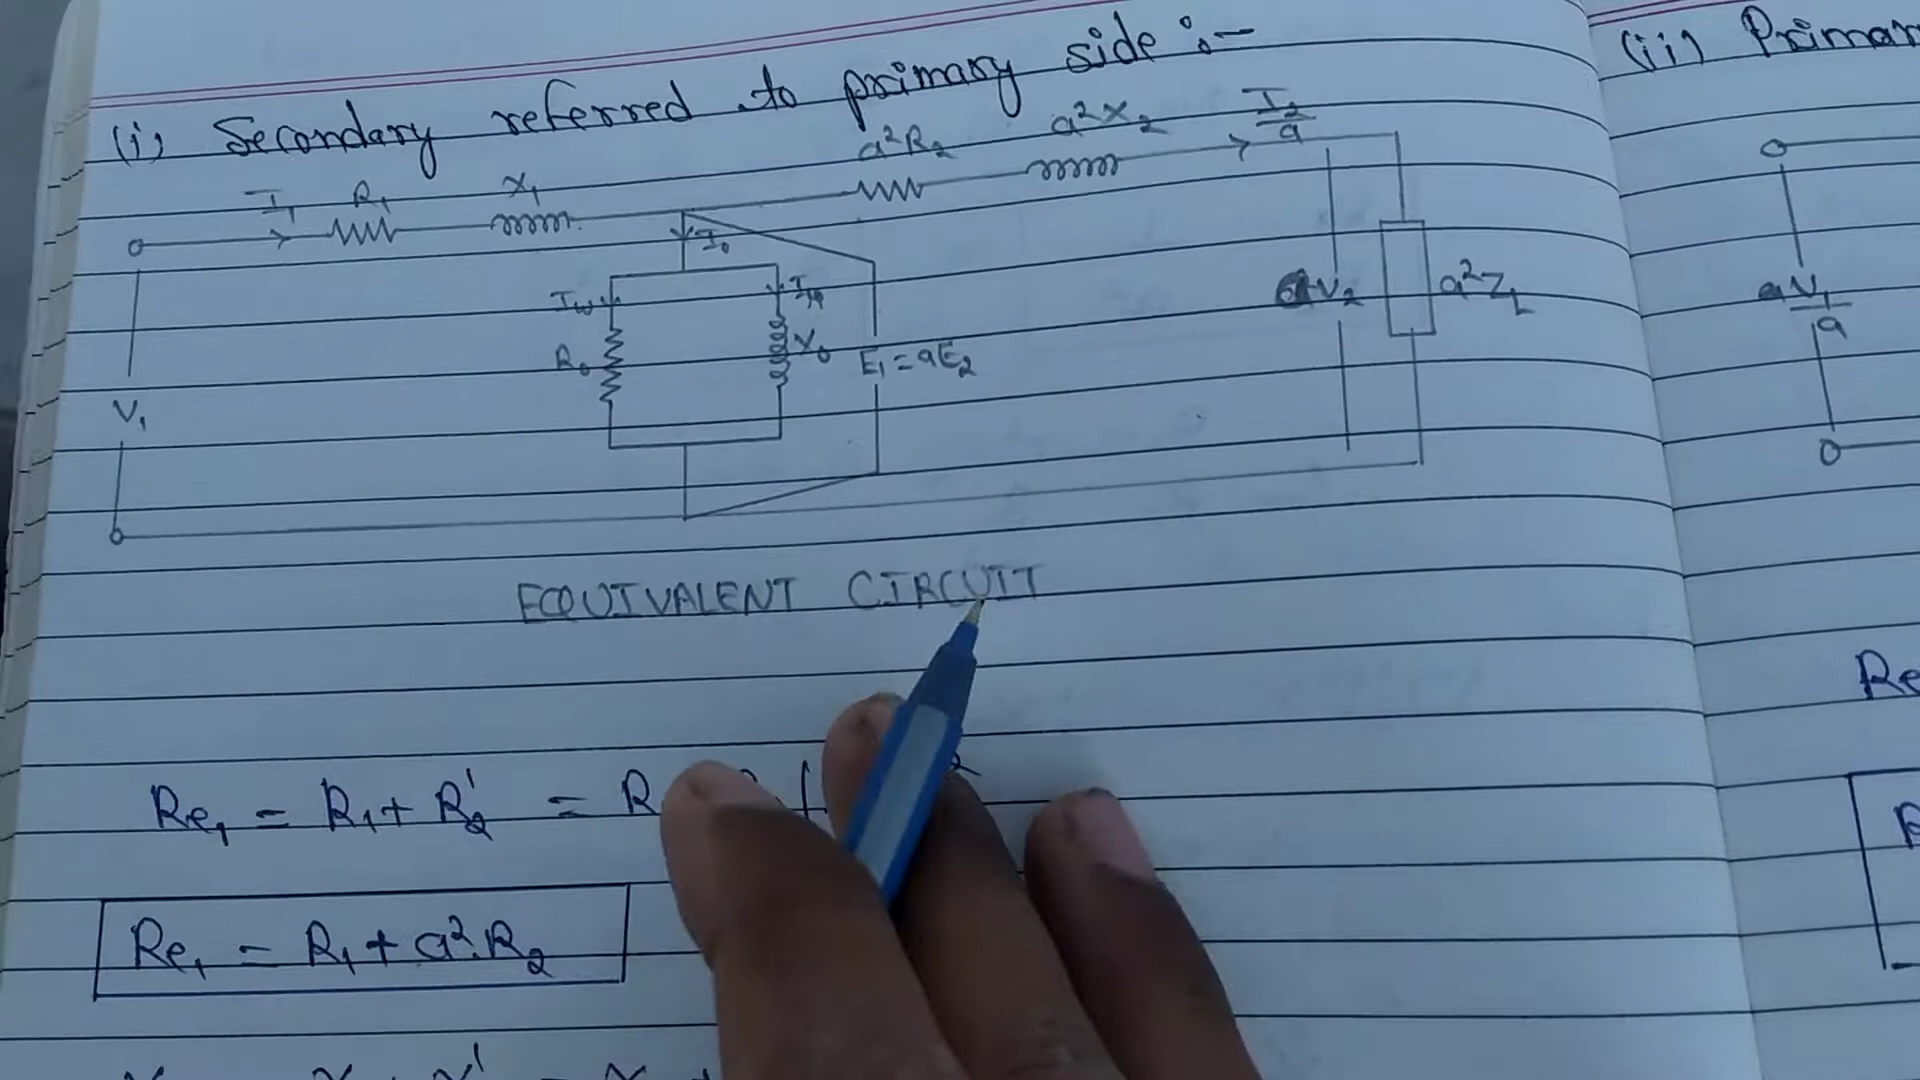 (i) Secondary referred to primary side :-
(ii) Primar
I₁ R₁ X₁ a²R₂ a²X₂ I₂/a
I₀
Iw Iμ
R₀ X₀ E₁ = aE₂
V₁
aV₂ a²Z_L
V₁/a
EQUIVALENT CIRCUIT
Re
Re₁ = R₁ + R₂' = R
Re₁ = R₁ + a².R₂